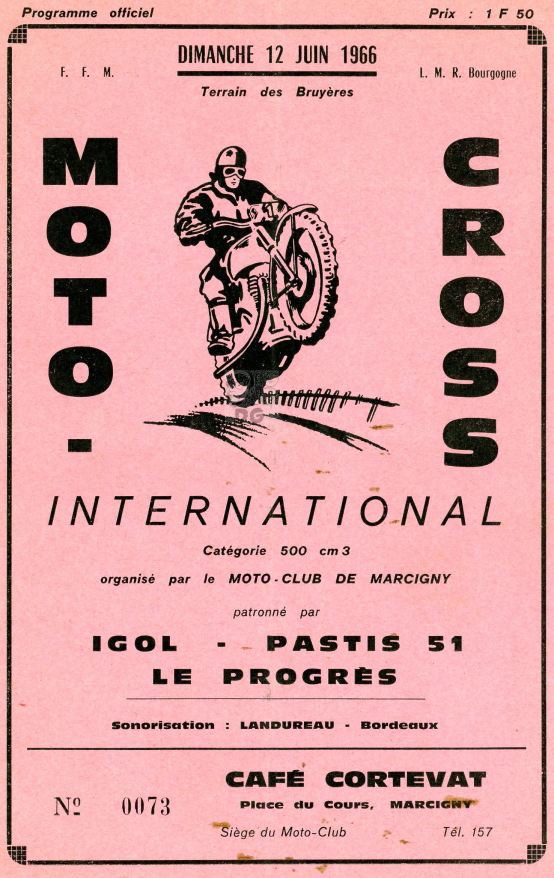 Programme officiel Prix : 1 F 50
DIMANCHE 12 JUIN 1966
F. F. M. L. M. R. Bourgogne
Terrain des Bruyères
MOTO-
CROSS
INTERNATIONAL
Catégorie 500 cm3
organisé par le MOTO-CLUB DE MARCIGNY
patronné par
IGOL - PASTIS 51
LE PROGRÈS
Sonorisation : LANDUREAU - Bordeaux
CAFÉ CORTEVAT
Nº 0073 Place du Cours, MARCIGNY
Siège du Moto-Club Tél. 157